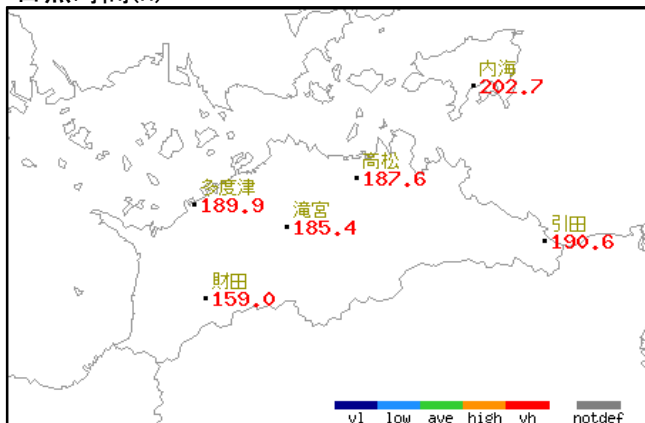 内海
202.7
高松
187.6
多度津
189.9
滝宮
185.4
引田
190.6
財田
159.0
vl low ave high vh notdef